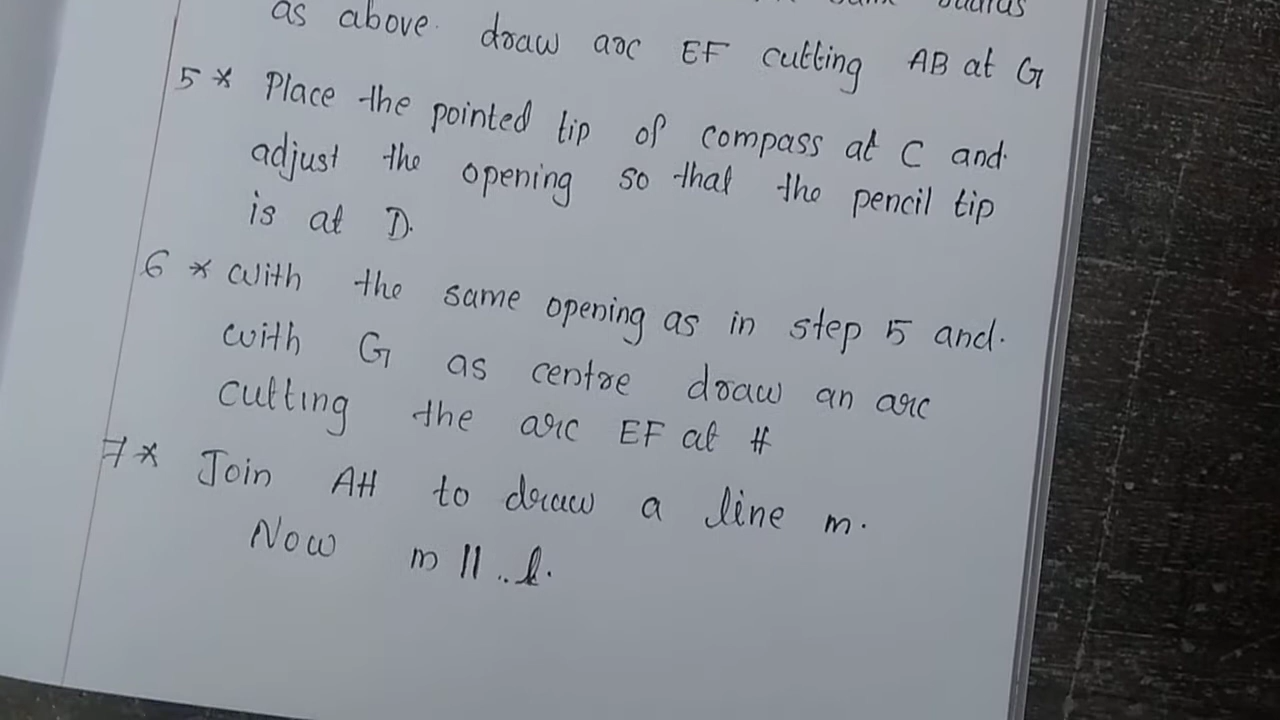 as above. draw arc EF cutting AB at G
5 * Place the pointed tip of compass at C and.
adjust the opening so that the pencil tip
is at D.
6 * with the same opening as in step 5 and.
with G as centre draw an arc
cutting the arc EF at H
7 * Join AH to draw a line m.
Now m || l.